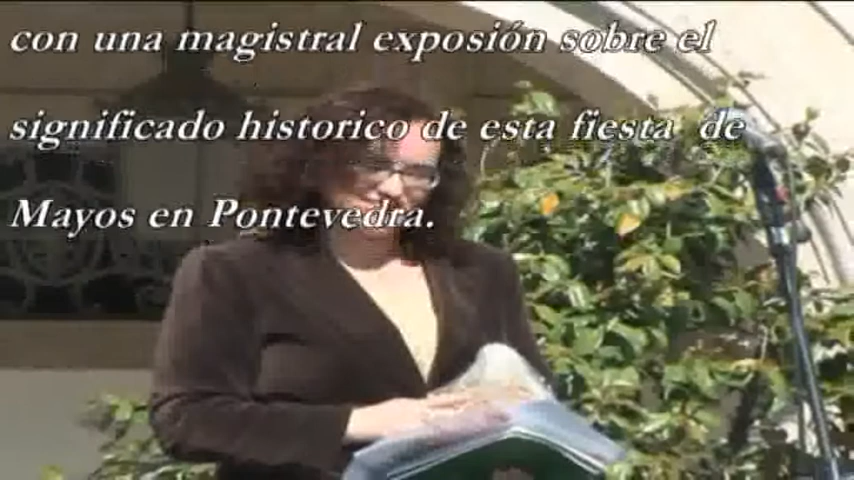 con una magistral exposión sobre el
significado historico de esta fiesta de
Mayos en Pontevedra.